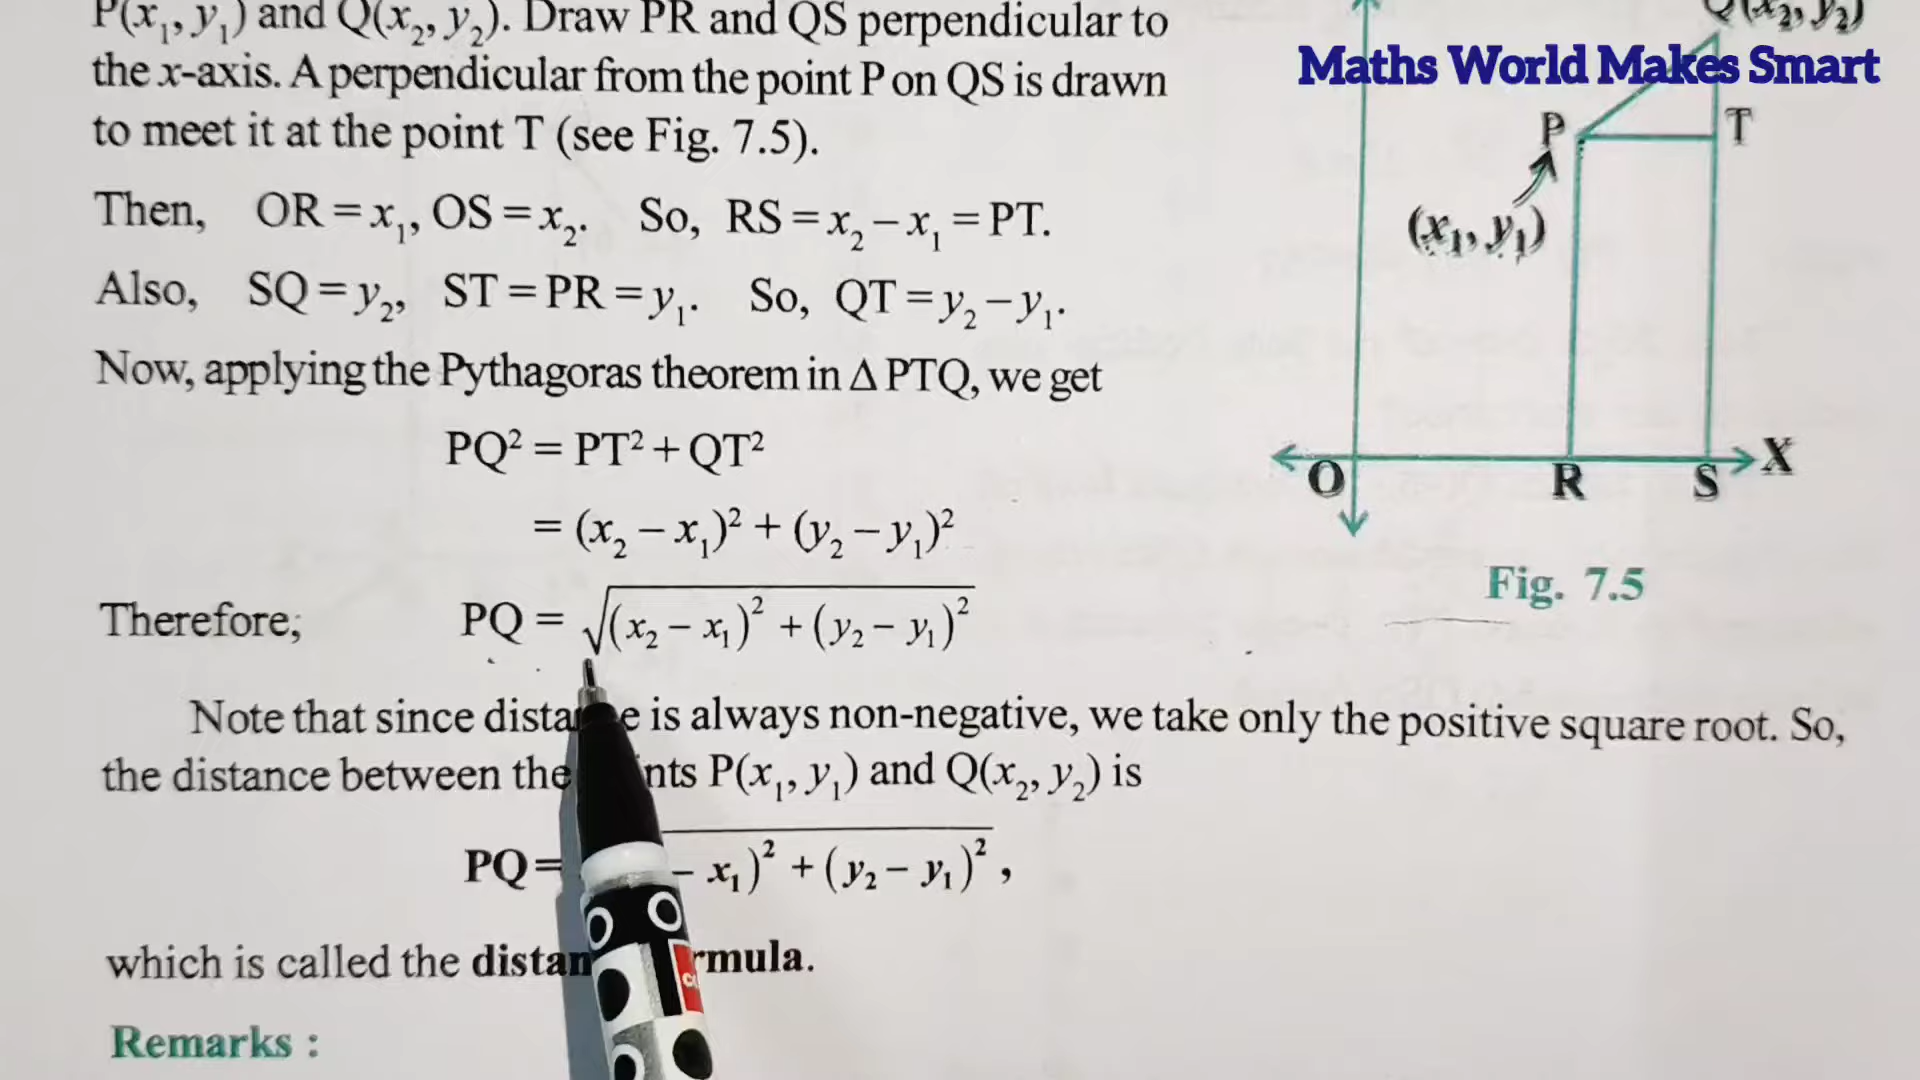 P(x₁, y₁) and Q(x₂, y₂). Draw PR and QS perpendicular to
the x-axis. A perpendicular from the point P on QS is drawn
to meet it at the point T (see Fig. 7.5).
Then, OR = x₁, OS = x₂. So, RS = x₂ – x₁ = PT.
Also, SQ = y₂, ST = PR = y₁. So, QT = y₂ – y₁.
Now, applying the Pythagoras theorem in Δ PTQ, we get
PQ² = PT² + QT²
= (x₂ – x₁)² + (y₂ – y₁)²
Therefore, PQ = √(x₂ – x₁)² + (y₂ – y₁)²
Note that since is always non-negative, we take only the positive square root. So,
the distance between the P(x₁, y₁) and Q(x₂, y₂) is
PQ = – x₁)² + (y₂ – y₁)²,
which is called the
Remarks :
Q(x₂, y₂)
Maths World Makes Smart
P
T
(x₁, y₁)
O
R
S
X
Fig. 7.5